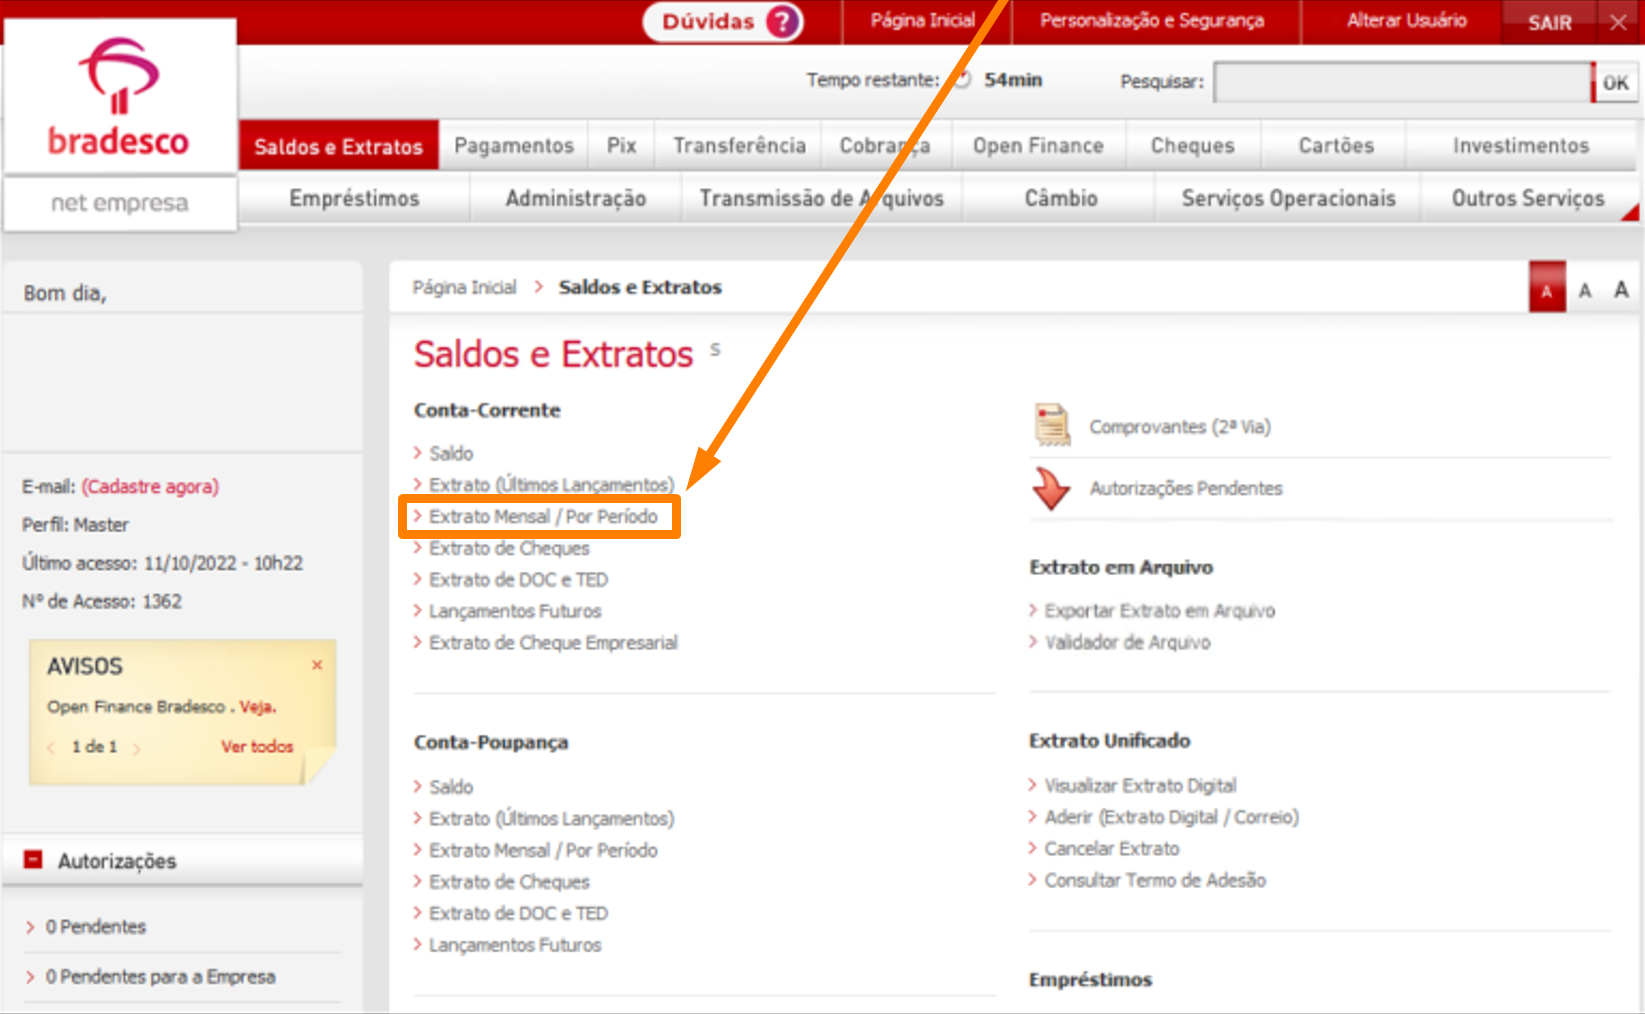 Dúvidas ?
Página Inicial
Personalização e Segurança
Alterar Usuário
SAIR
bradesco
net empresa
Tempo restante: 54min
Pesquisar:
OK
Saldos e Extratos
Pagamentos
Pix
Transferência
Cobrança
Open Finance
Cheques
Cartões
Investimentos
Empréstimos
Administração
Transmissão de Arquivos
Câmbio
Serviços Operacionais
Outros Serviços
Bom dia,
E-mail: (Cadastre agora)
Perfil: Master
Último acesso: 11/10/2022 - 10h22
Nº de Acesso: 1362
AVISOS
Open Finance Bradesco . Veja.
1 de 1
Ver todos
Autorizações
0 Pendentes
0 Pendentes para a Empresa
Página Inicial > Saldos e Extratos
A A A
Saldos e Extratos s
Conta-Corrente
Saldo
Extrato (Últimos Lançamentos)
Extrato Mensal / Por Período
Extrato de Cheques
Extrato de DOC e TED
Lançamentos Futuros
Extrato de Cheque Empresarial
Conta-Poupança
Saldo
Extrato (Últimos Lançamentos)
Extrato Mensal / Por Período
Extrato de Cheques
Extrato de DOC e TED
Lançamentos Futuros
Comprovantes (2ª Via)
Autorizações Pendentes
Extrato em Arquivo
Exportar Extrato em Arquivo
Validador de Arquivo
Extrato Unificado
Visualizar Extrato Digital
Aderir (Extrato Digital / Correio)
Cancelar Extrato
Consultar Termo de Adesão
Empréstimos